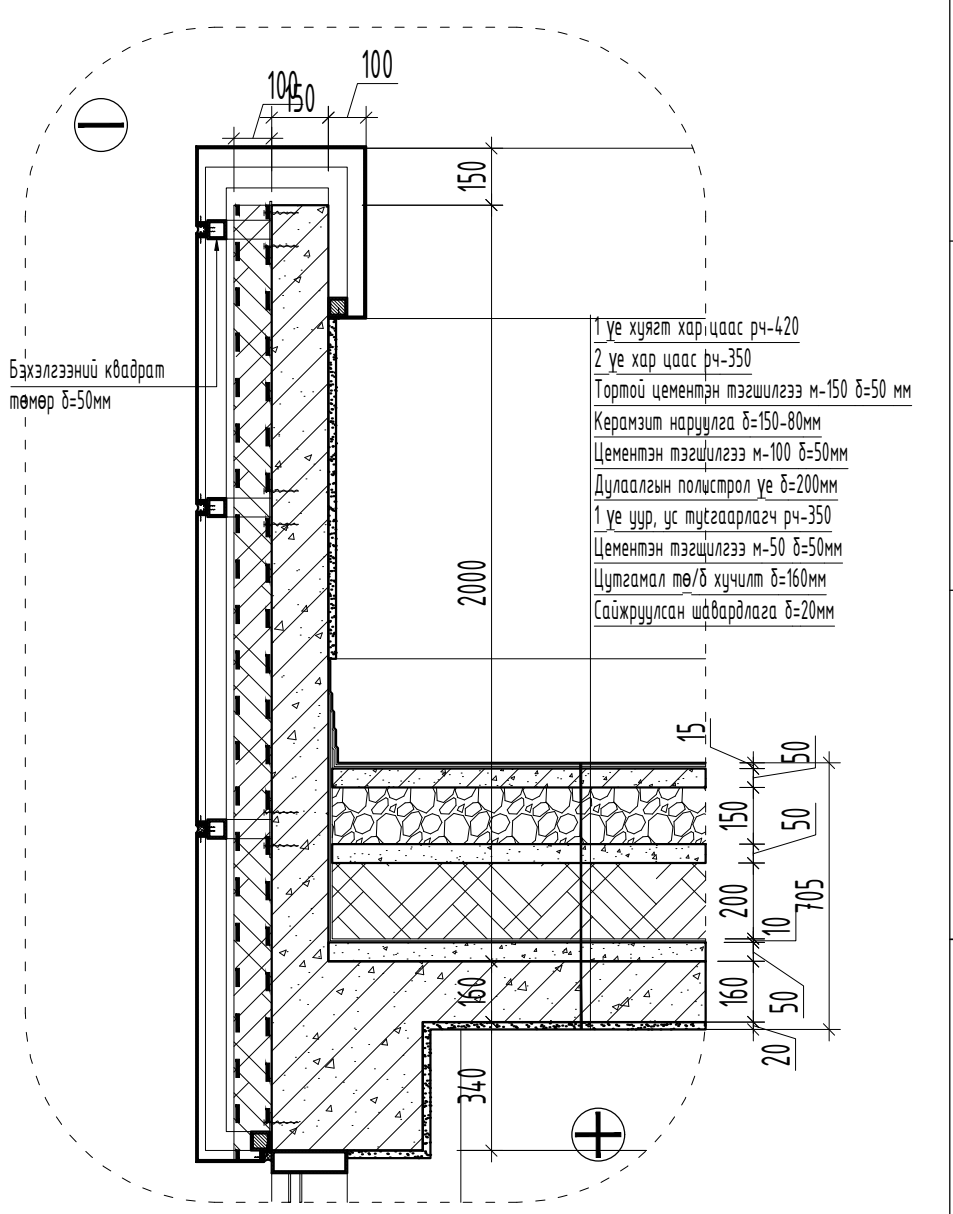 100
150
100
150
1 үе хуягт хар цаас рч-420
2 үе хар цаас рч-350
Тортой цементэн тэгшилгээ м-150 δ=50 мм
Керамзит наруулга δ=150-80мм
Цементэн тэгшилгээ м-100 δ=50мм
Дулаалгын полистрол үе δ=200мм
1 үе уур, ус тусгаарлагч рч-350
Цементэн тэгшилгээ м-50 δ=50мм
Цутгамал тө/б хучилт δ=160мм
Сайжруулсан шавардлага δ=20мм
Бэхэлгээний квадрат
төмөр δ=50мм
2000
15
50
150
50
200
10
705
160
160
50
20
340